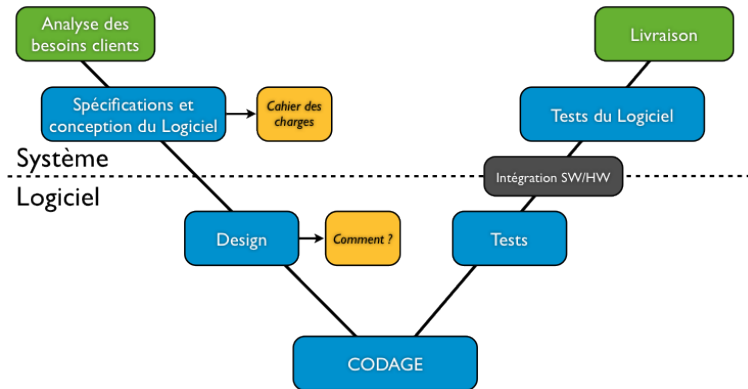 Analyse des
besoins clients
Livraison
Spécifications et
conception du Logiciel
Cahier des
charges
Tests du Logiciel
Système
Intégration SW/HW
Logiciel
Design
Comment ?
Tests
CODAGE